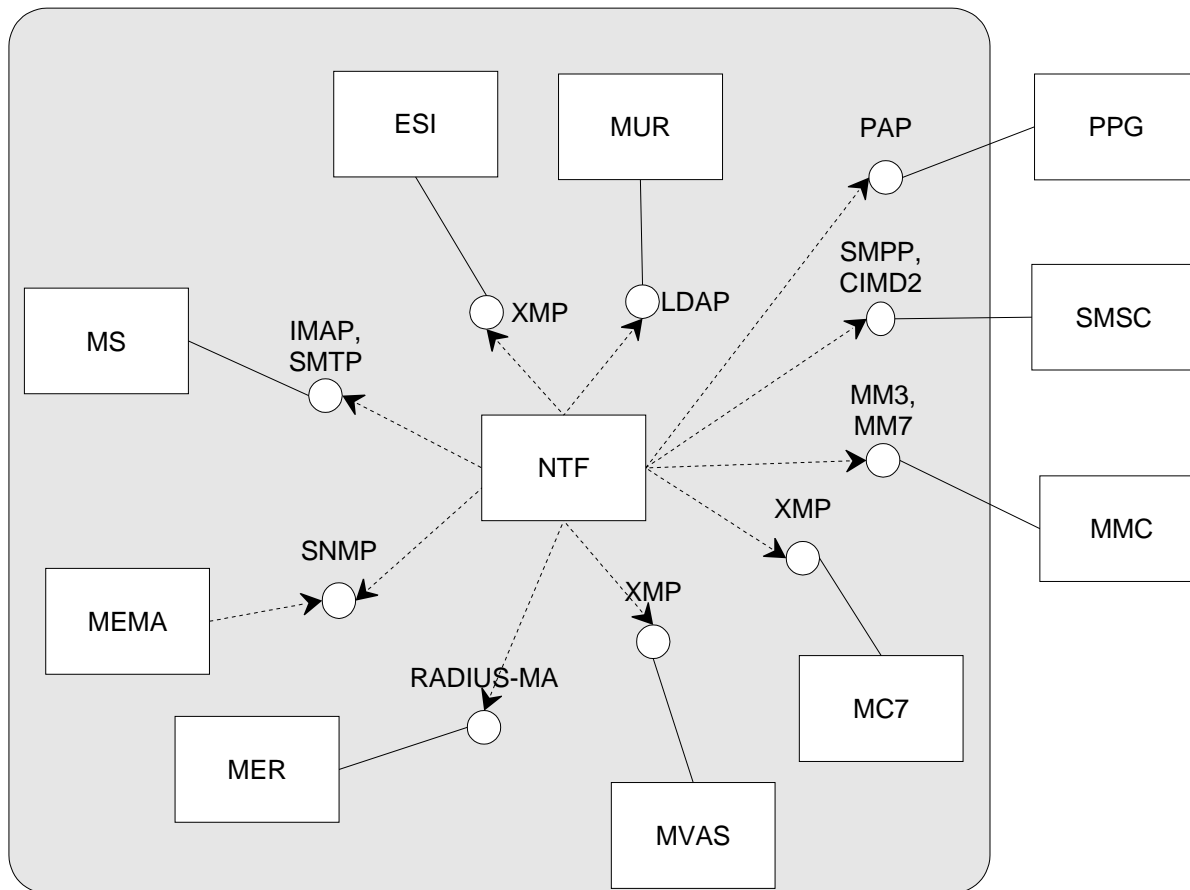 ESI
MUR
PAP
PPG
SMPP,
CIMD2
SMSC
XMP
LDAP
MS
IMAP,
SMTP
MM3,
MM7
NTF
XMP
MMC
SNMP
XMP
MEMA
RADIUS-MA
MC7
MER
MVAS